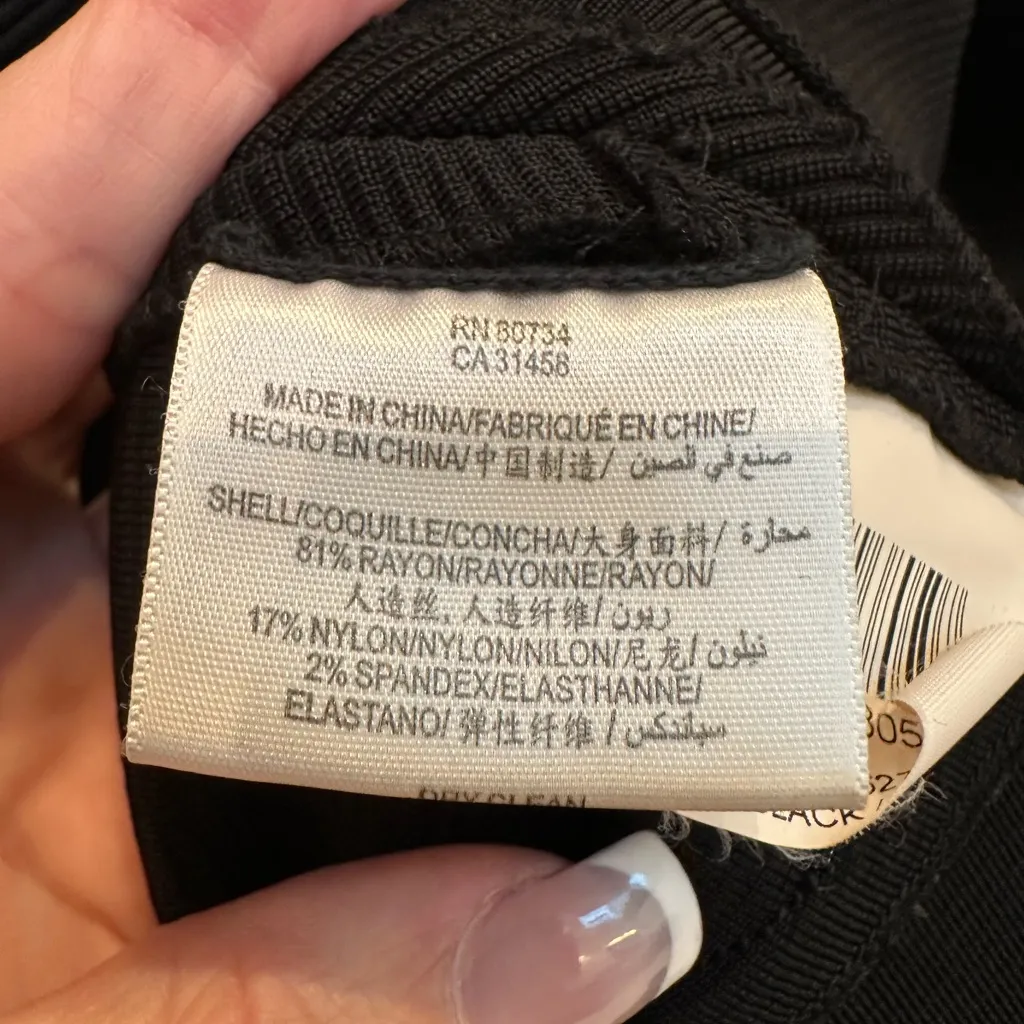 RN 80734
CA 31456
MADE IN CHINA/FABRIQUÉ EN CHINE/
HECHO EN CHINA/中国制造/ صنع في الصين
SHELL/COQUILLE/CONCHA/大身面料/ محارة
81% RAYON/RAYONNE/RAYON/
人造丝, 人造纤维/ ريون
17% NYLON/NYLON/NILON/尼龙/ نيلون
2% SPANDEX/ELASTHANNE/
ELASTANO/ 弹性纤维 / سباندكس
DRY CLEAN
305
527
LACK